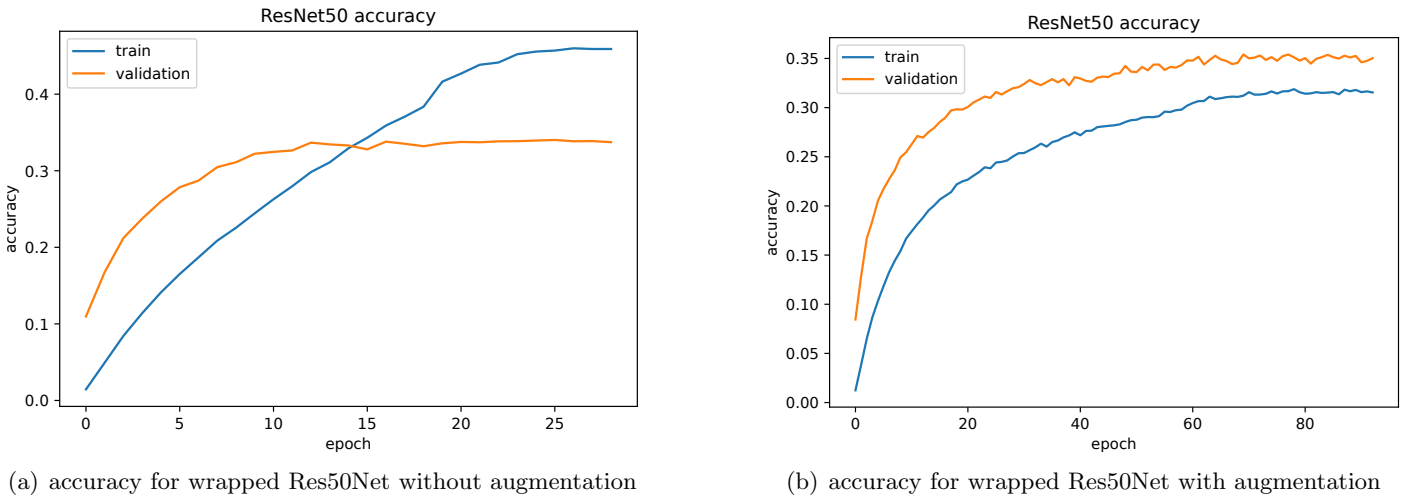 ResNet50 accuracy
train
validation
accuracy
0.4
0.3
0.2
0.1
0.0
0 5 10 15 20 25
epoch
(a) accuracy for wrapped Res50Net without augmentation
ResNet50 accuracy
train
validation
accuracy
0.35
0.30
0.25
0.20
0.15
0.10
0.05
0.00
0 20 40 60 80
epoch
(b) accuracy for wrapped Res50Net with augmentation